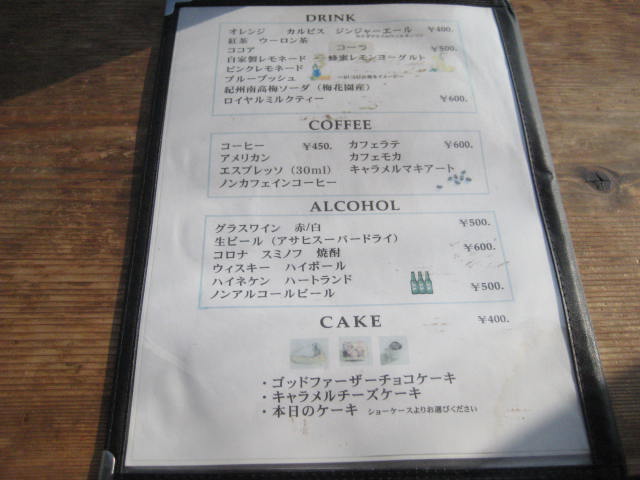 DRINK
オレンジ カルピス ジンジャーエール ¥400.
紅茶 ウーロン茶
ココア コーラ ¥500.
自家製レモネード 蜂蜜レモンヨーグルト
ピンクレモネード
ブルーブッシュ
紀州南高梅ソーダ（梅花園産）
ロイヤルミルクティー ¥600.
COFFEE
コーヒー ¥450. カフェラテ ¥600.
アメリカン カフェモカ
エスプレッソ（30ml） キャラメルマキアート
ノンカフェインコーヒー
ALCOHOL
グラスワイン 赤/白 ¥500.
生ビール（アサヒスーパードライ）
コロナ スミノフ 焼酎 ¥600.
ウィスキー ハイボール
ハイネケン ハートランド
ノンアルコールビール ¥500.
CAKE ¥400.
・ゴッドファーザーチョコケーキ
・キャラメルチーズケーキ
・本日のケーキ ショーケースよりお選びください